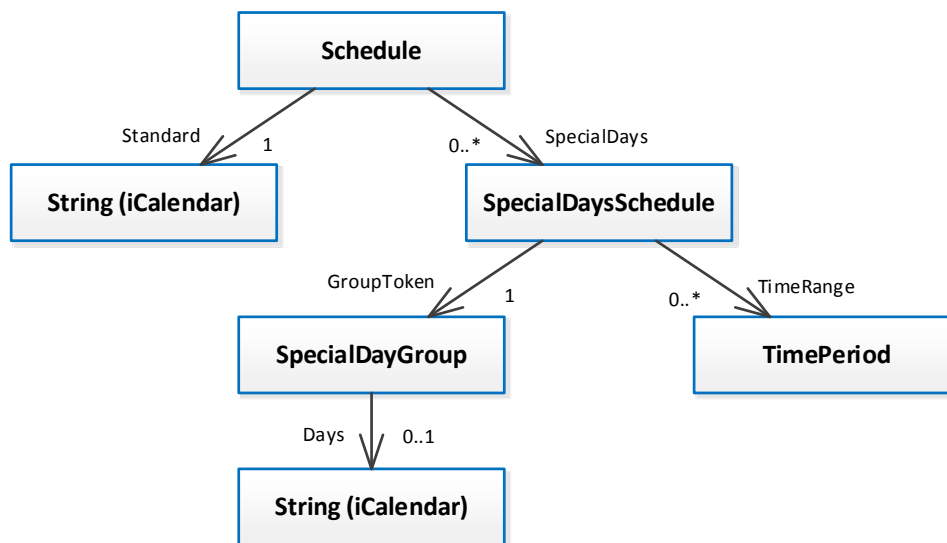 Schedule
Standard
1
0..*
SpecialDays
String (iCalendar)
SpecialDaysSchedule
GroupToken
1
0..*
TimeRange
SpecialDayGroup
TimePeriod
Days
0..1
String (iCalendar)